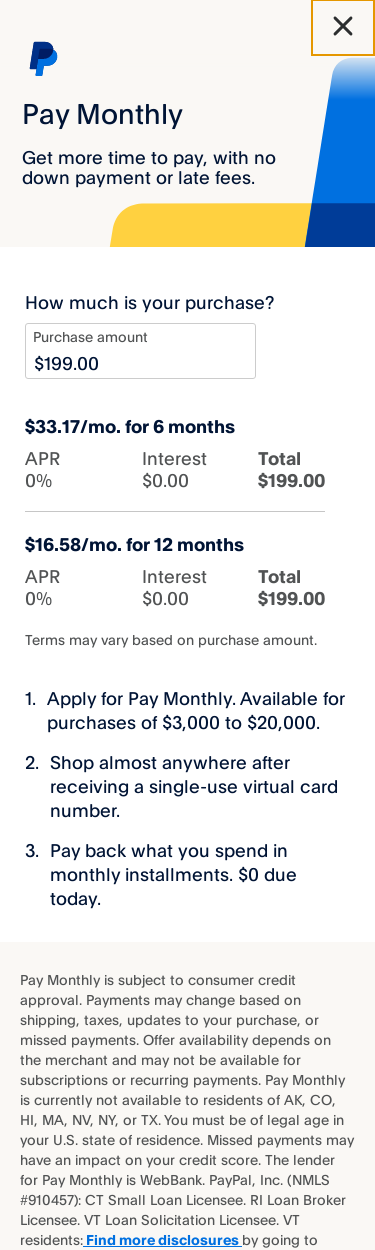 Pay Monthly
Get more time to pay, with no
down payment or late fees.
How much is your purchase?
Purchase amount
$199.00
$33.17/mo. for 6 months
APR Interest Total
0% $0.00 $199.00
$16.58/mo. for 12 months
APR Interest Total
0% $0.00 $199.00
Terms may vary based on purchase amount.
1. Apply for Pay Monthly. Available for
purchases of $3,000 to $20,000.
2. Shop almost anywhere after
receiving a single-use virtual card
number.
3. Pay back what you spend in
monthly installments. $0 due
today.
Pay Monthly is subject to consumer credit
approval. Payments may change based on
shipping, taxes, updates to your purchase, or
missed payments. Offer availability depends on
the merchant and may not be available for
subscriptions or recurring payments. Pay Monthly
is currently not available to residents of AK, CO,
HI, MA, NV, NY, or TX. You must be of legal age in
your U.S. state of residence. Missed payments may
have an impact on your credit score. The lender
for Pay Monthly is WebBank. PayPal, Inc. (NMLS
#910457): CT Small Loan Licensee. RI Loan Broker
Licensee. VT Loan Solicitation Licensee. VT
residents: Find more disclosures by going to